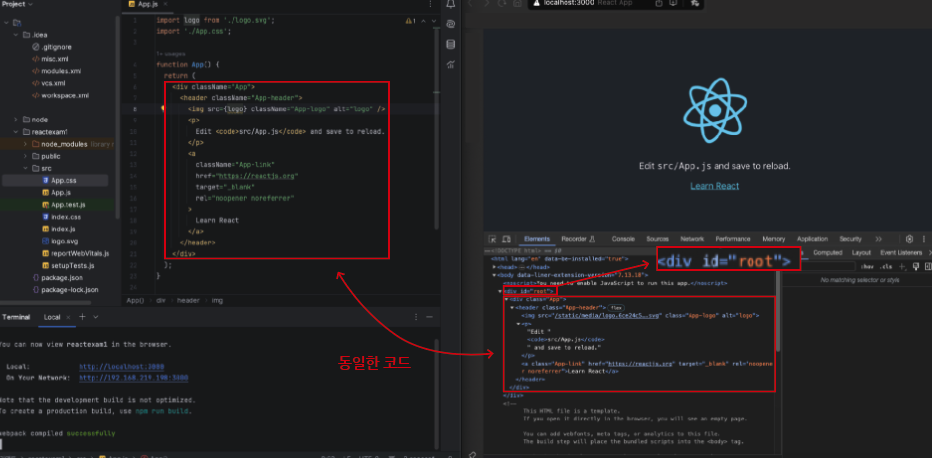 Project
App.js
.idea
.gitignore
misc.xml
modules.xml
vcs.xml
workspace.xml
node
reactexam1
node_modules library
public
src
App.css
App.js
App.test.js
index.css
index.js
logo.svg
reportWebVitals.js
setupTests.js
package.json
package-lock.json
import logo from './logo.svg';
import './App.css';
function App() {
return (
<div className="App">
<header className="App-header">
<img src={logo} className="App-logo" alt="logo" />
<p>
Edit <code>src/App.js</code> and save to reload.
</p>
<a
className="App-link"
href="https://reactjs.org"
target="_blank"
rel="noopener noreferrer"
>
Learn React
</a>
</header>
</div>
);
}
App() div header img
Terminal Local
You can now view reactexam1 in the browser.
Local: http://localhost:3000
On Your Network: http://192.168.219.198:3000
Note that the development build is not optimized.
To create a production build, use npm run build.
webpack compiled successfully
동일한 코드
localhost:3000 React App
Edit src/App.js and save to reload.
Learn React
Elements Recorder Console Sources Network Performance Memory Application Security
<html lang="en" data-be-installed="true">
<head> </head>
<noscript>You need to enable JavaScript to run this app.</noscript>
<div id="root">
<div id="root">
<div class="App">
<header class="App-header"> flex
<img src="/static/media/logo.6ce24c5….svg" class="App-logo" alt="logo">
<p>
"Edit "
<code>src/App.js</code>
" and save to reload."
</p>
<a class="App-link" href="https://reactjs.org" target="_blank" rel="noopener noreferrer">Learn React</a>
</header>
</div>
</div>
<!--
This HTML file is a template.
If you open it directly in the browser, you will see an empty page.
You can add webfonts, meta tags, or analytics to this file.
The build step will place the bundled scripts into the <body> tag.
Computed Layout Event Listeners
:hov .cls
No matching selector or style